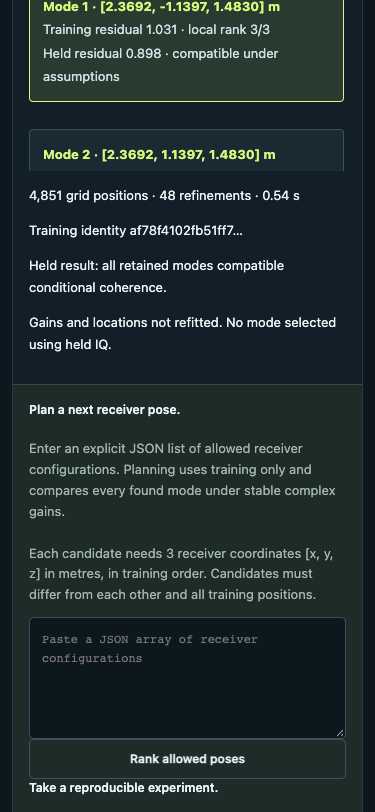 Mode 1 · [2.3692, -1.1397, 1.4830] m
Training residual 1.031 · local rank 3/3
Held residual 0.898 · compatible under
assumptions
Mode 2 · [2.3692, 1.1397, 1.4830] m
4,851 grid positions · 48 refinements · 0.54 s
Training identity af78f4102fb51ff7…
Held result: all retained modes compatible
conditional coherence.
Gains and locations not refitted. No mode selected
using held IQ.
Plan a next receiver pose.
Enter an explicit JSON list of allowed receiver
configurations. Planning uses training only and
compares every found mode under stable complex
gains.
Each candidate needs 3 receiver coordinates [x, y,
z] in metres, in training order. Candidates must
differ from each other and all training positions.
Paste a JSON array of receiver
configurations
Rank allowed poses
Take a reproducible experiment.